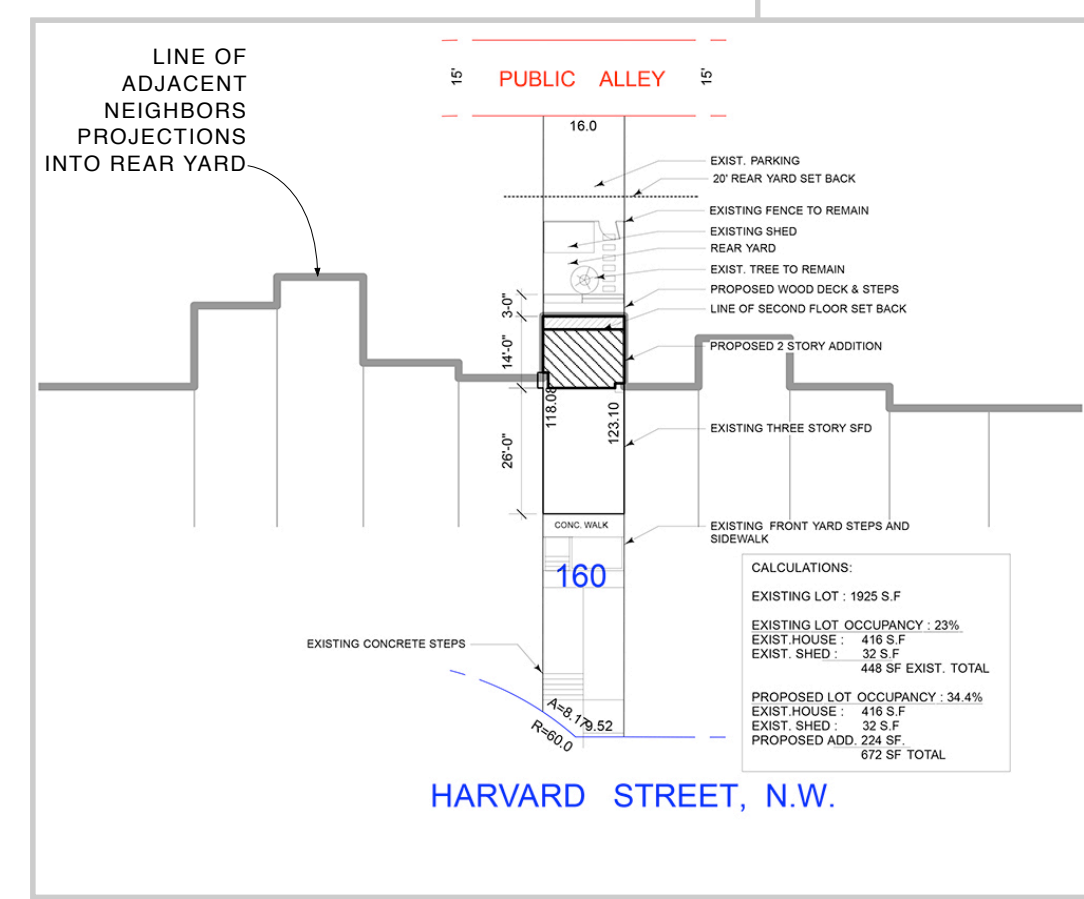 LINE OF
ADJACENT
NEIGHBORS
PROJECTIONS
INTO REAR YARD
15'
PUBLIC ALLEY
15'
16.0
EXIST. PARKING
20' REAR YARD SET BACK
EXISTING FENCE TO REMAIN
EXISTING SHED
REAR YARD
EXIST. TREE TO REMAIN
PROPOSED WOOD DECK & STEPS
LINE OF SECOND FLOOR SET BACK
PROPOSED 2 STORY ADDITION
3'-0"
14'-0"
26'-0"
118.08
123.10
EXISTING THREE STORY SFD
CONC. WALK
EXISTING FRONT YARD STEPS AND
SIDEWALK
160
EXISTING CONCRETE STEPS
A=8.17
9.52
R=60.0
CALCULATIONS:
EXISTING LOT : 1925 S.F
EXISTING LOT OCCUPANCY : 23%
EXIST.HOUSE : 416 S.F
EXIST. SHED : 32 S.F
448 SF EXIST. TOTAL
PROPOSED LOT OCCUPANCY : 34.4%
EXIST.HOUSE : 416 S.F
EXIST. SHED : 32 S.F
PROPOSED ADD. 224 SF.
672 SF TOTAL
HARVARD STREET, N.W.